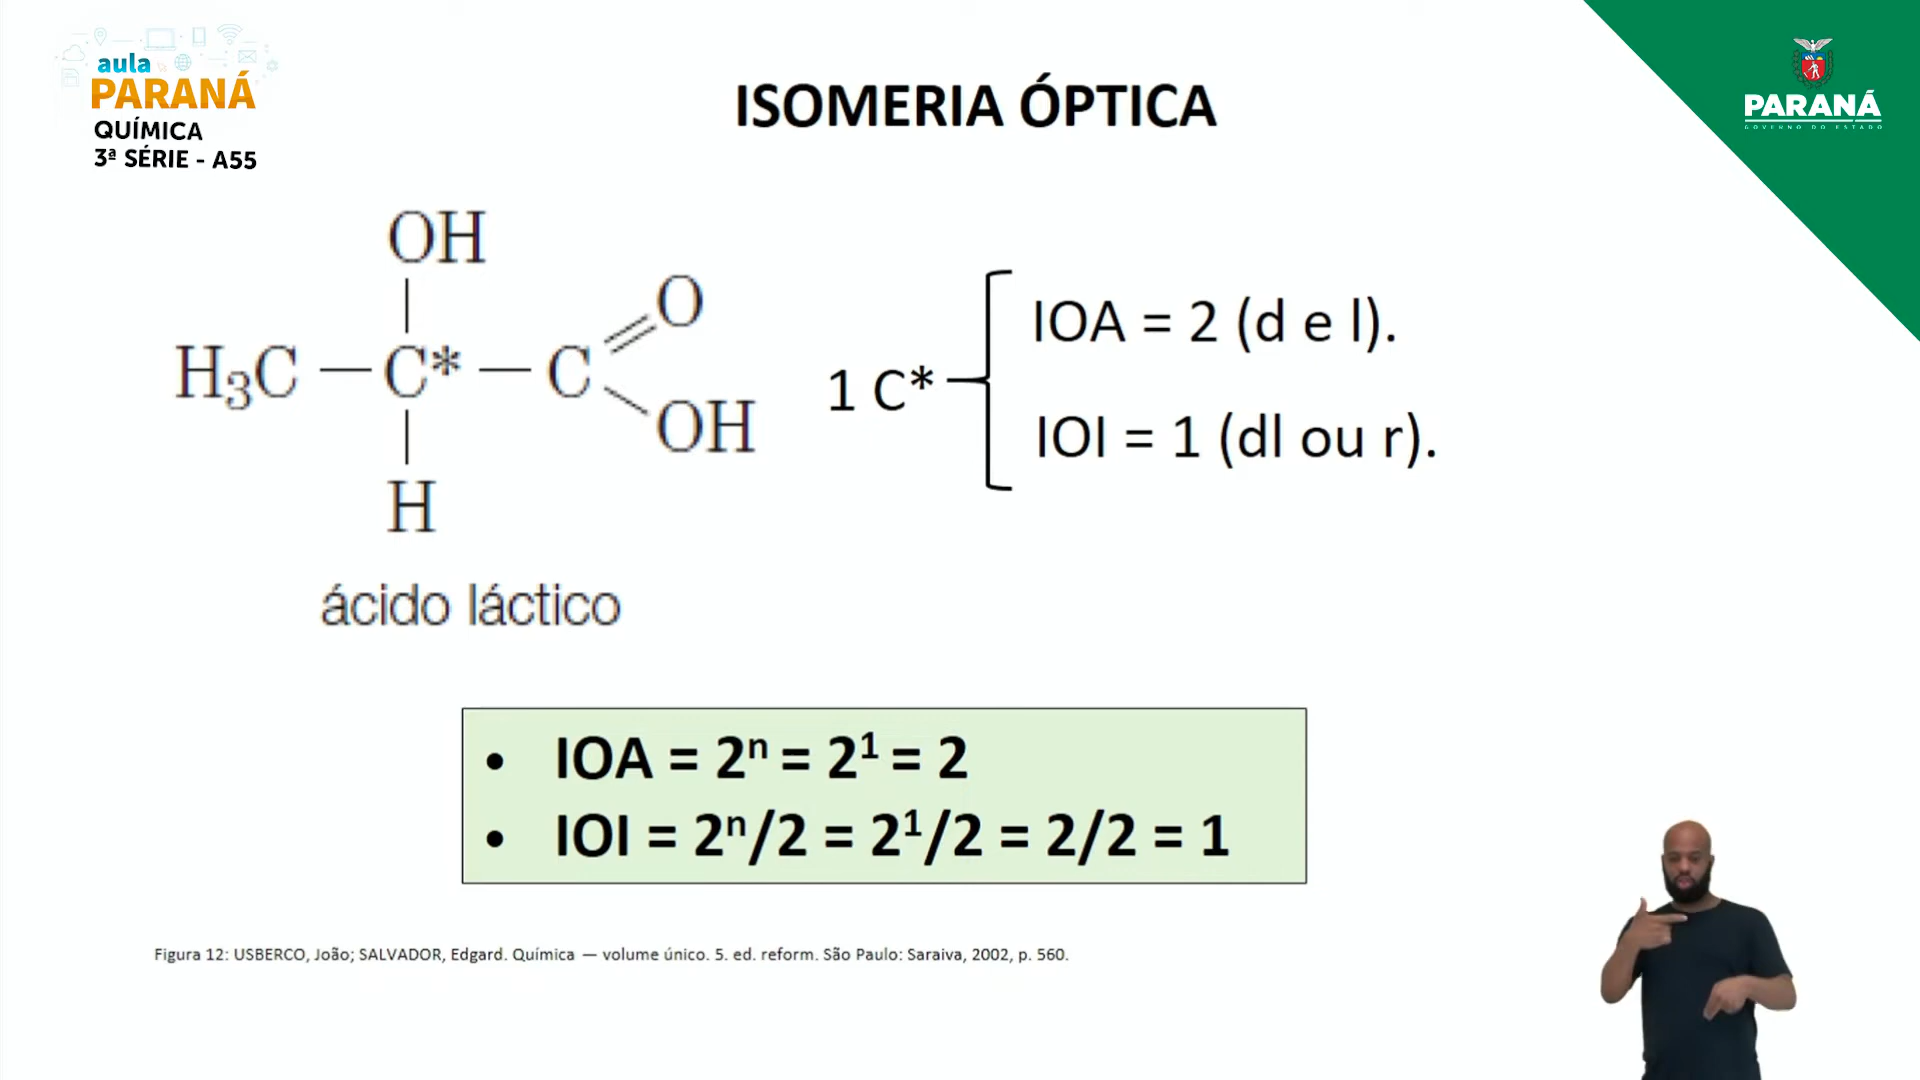 aula
PARANÁ
QUÍMICA
3ª SÉRIE - A55
ISOMERIA ÓPTICA
PARANÁ
GOVERNO DO ESTADO
OH
O
H₃C — C* — C
OH
H
ácido láctico
1 C*
IOA = 2 (d e l).
IOI = 1 (dl ou r).
• IOA = 2ⁿ = 2¹ = 2
• IOI = 2ⁿ/2 = 2¹/2 = 2/2 = 1
Figura 12: USBERCO, João; SALVADOR, Edgard. Química — volume único. 5. ed. reform. São Paulo: Saraiva, 2002, p. 560.